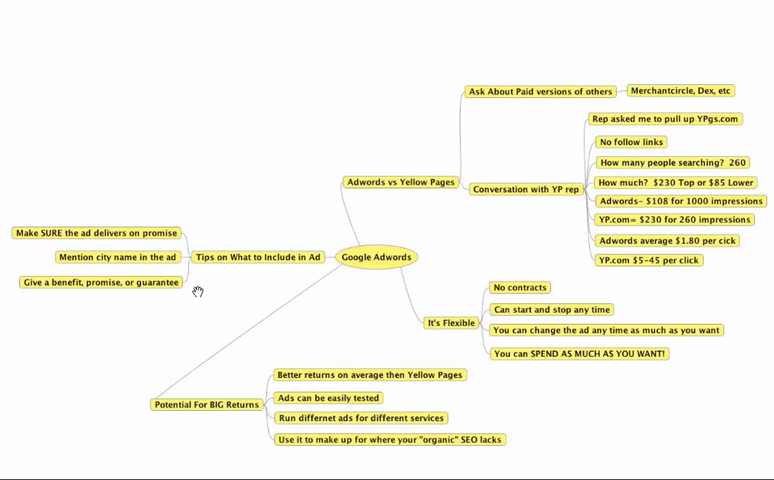 Ask About Paid versions of others
Merchantcircle, Dex, etc
Rep asked me to pull up YPgs.com
No follow links
How many people searching?  260
Adwords vs Yellow Pages
Conversation with YP rep
How much?  $230 Top or $85 Lower
Adwords- $108 for 1000 impressions
YP.com= $230 for 260 impressions
Make SURE the ad delivers on promise
Adwords average $1.80 per click
Mention city name in the ad
Tips on What to Include in Ad
Google Adwords
YP.com $5-45 per click
Give a benefit, promise, or guarantee
No contracts
Can start and stop any time
It's Flexible
You can change the ad any time as much as you want
You can SPEND AS MUCH AS YOU WANT!
Better returns on average then Yellow Pages
Potential For BIG Returns
Ads can be easily tested
Run differnet ads for different services
Use it to make up for where your "organic" SEO lacks